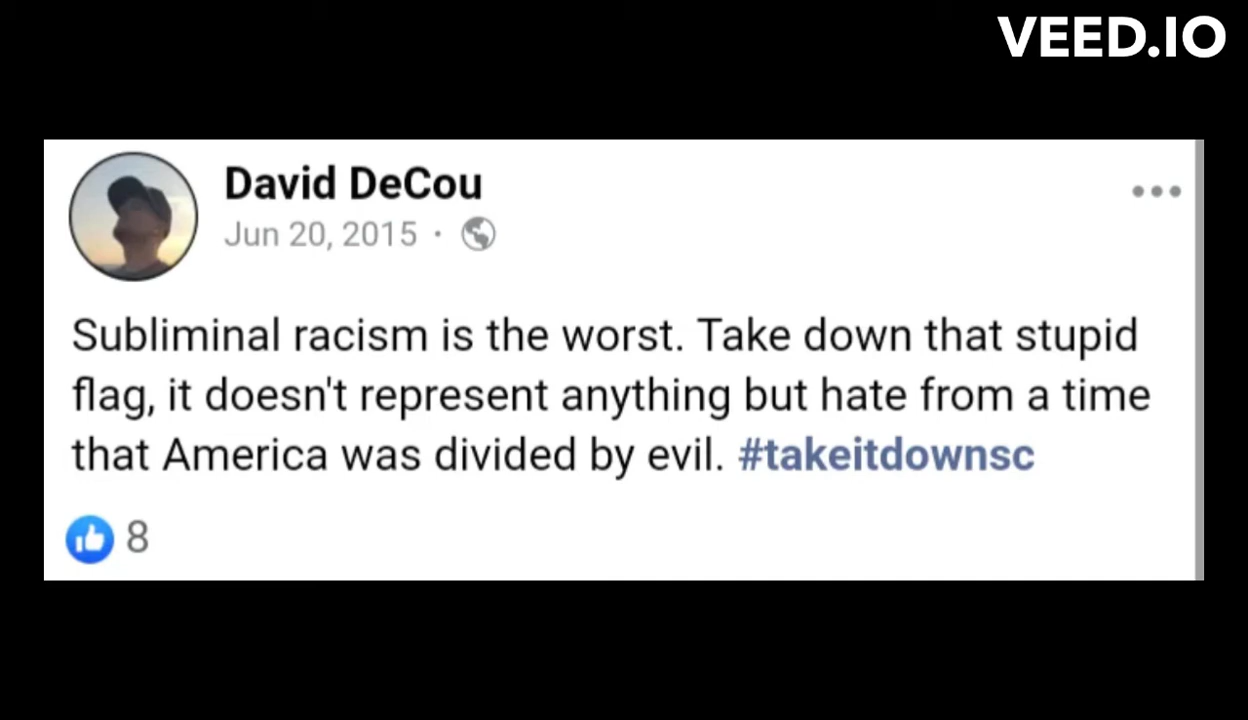 VEED.IO
David DeCou
Jun 20, 2015 ·
Subliminal racism is the worst. Take down that stupid
flag, it doesn't represent anything but hate from a time
that America was divided by evil. #takeitdownsc
8